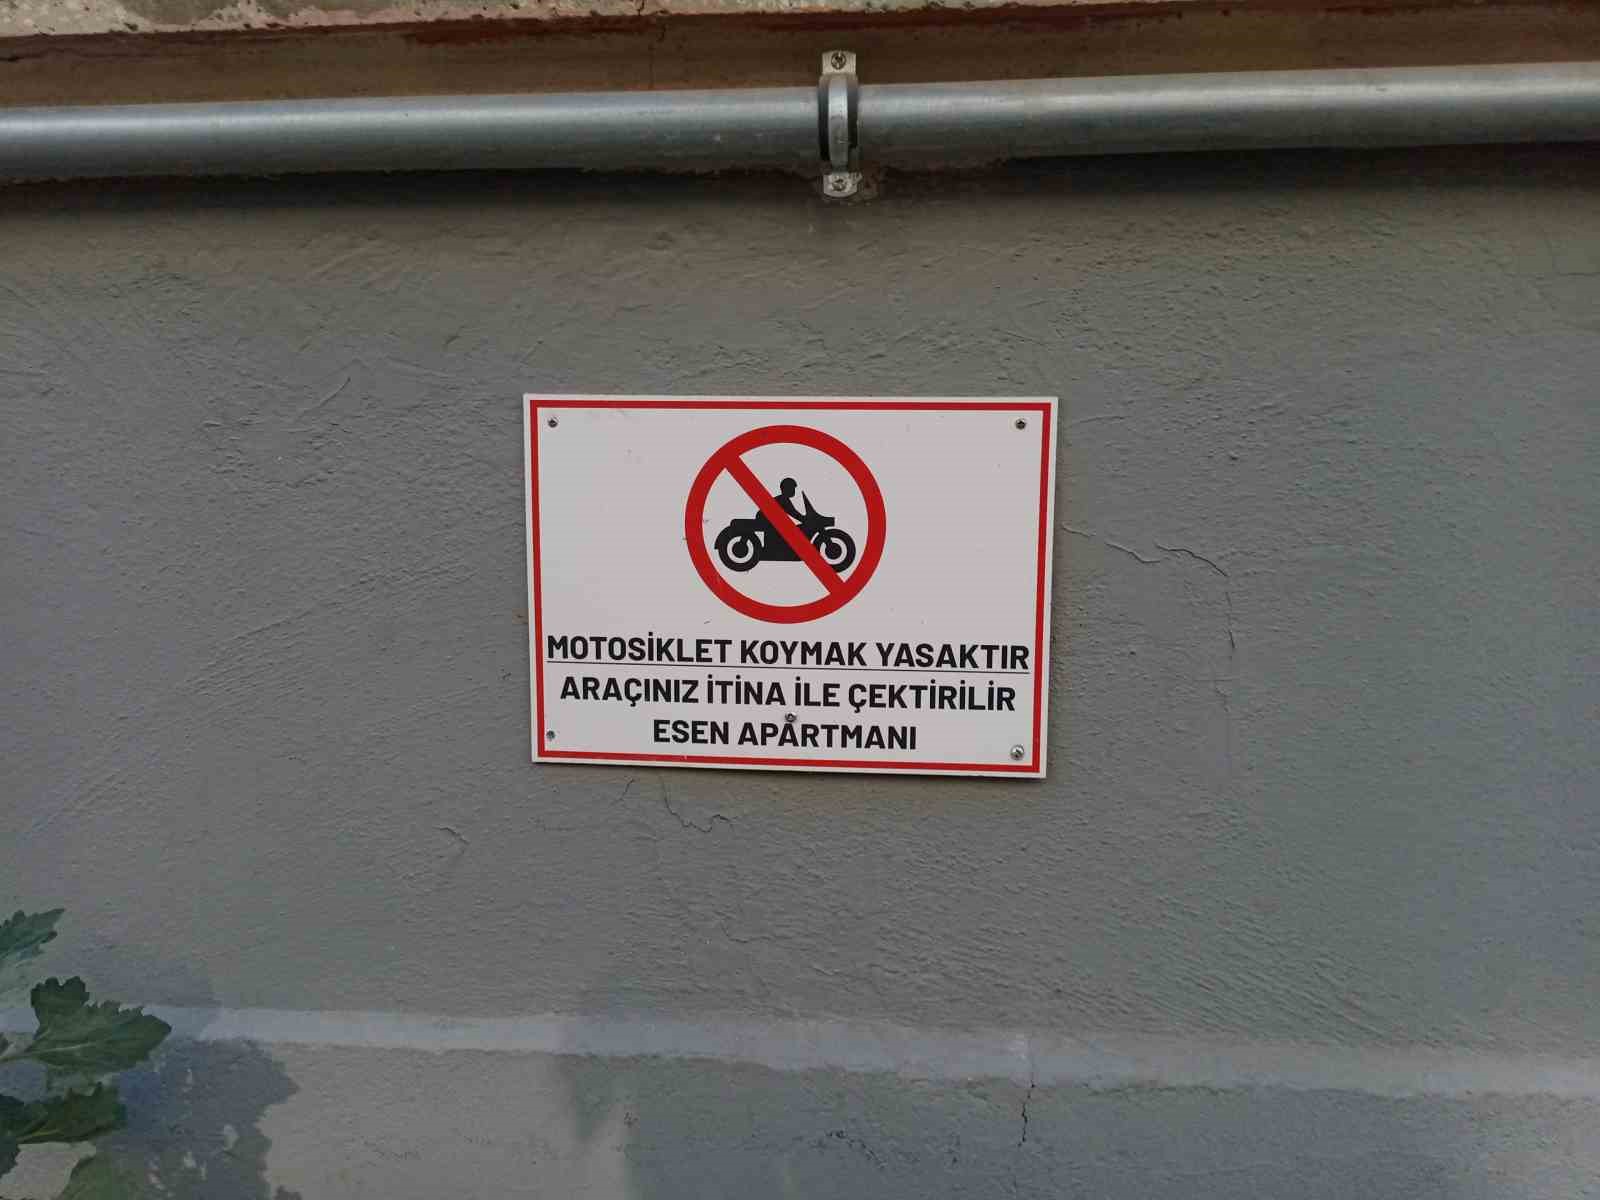 MOTOSİKLET KOYMAK YASAKTIR
ARAÇINIZ İTİNA İLE ÇEKTİRİLİR
ESEN APARTMANI